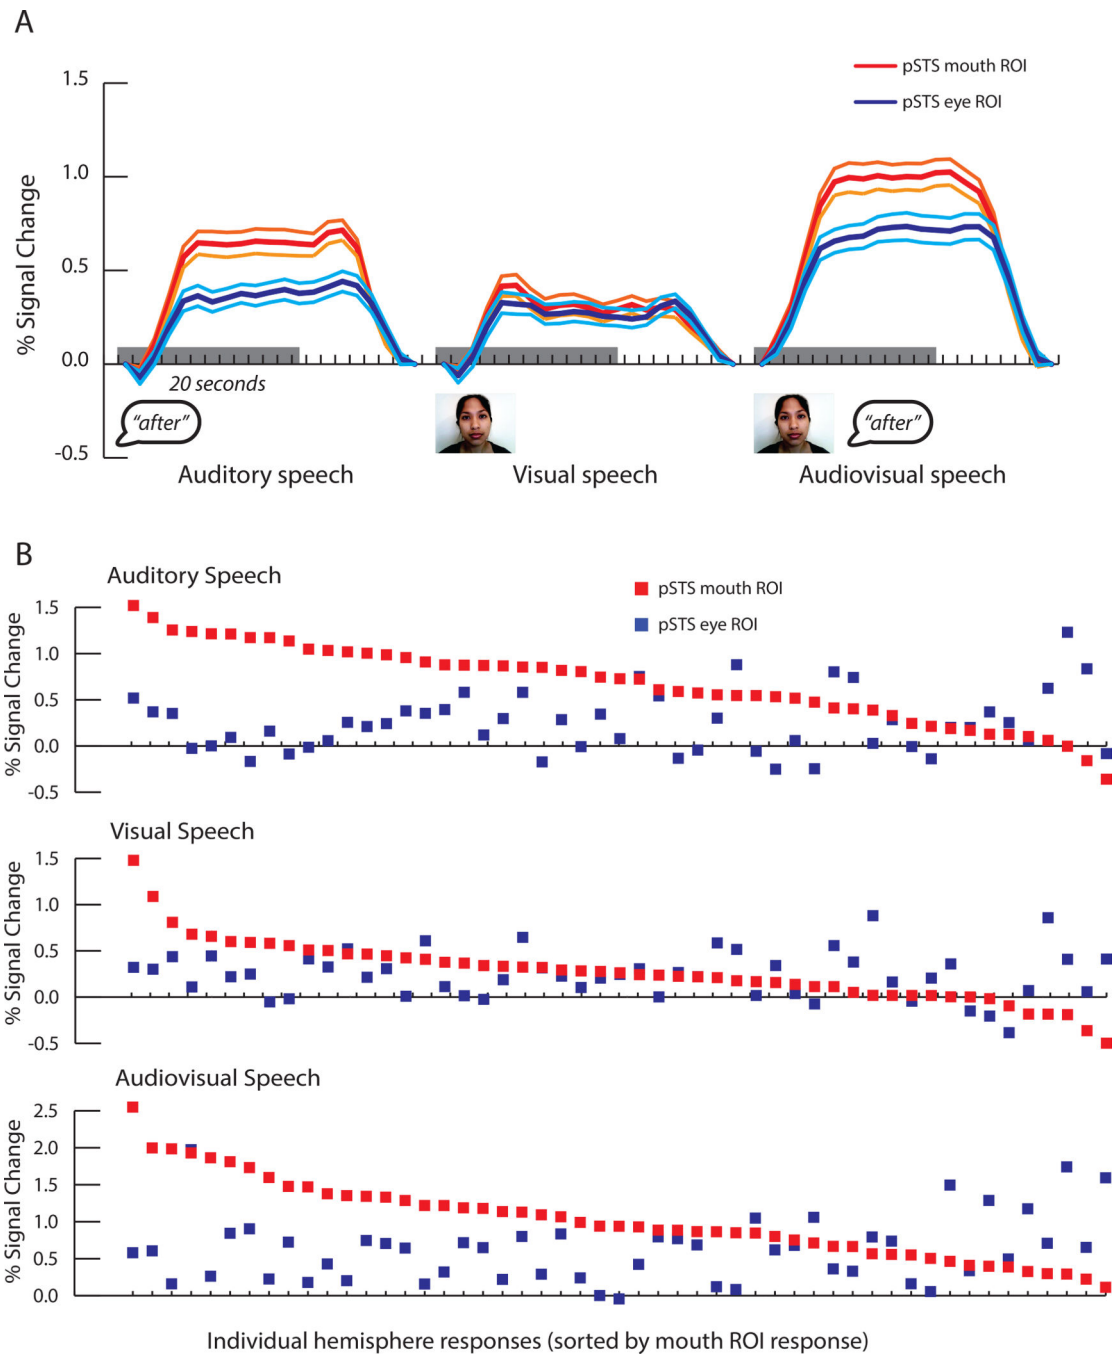 A
pSTS mouth ROI
pSTS eye ROI
% Signal Change
1.5
1.0
0.5
0.0
-0.5
20 seconds
"after"
"after"
Auditory speech
Visual speech
Audiovisual speech
B
Auditory Speech
pSTS mouth ROI
pSTS eye ROI
% Signal Change
1.5
1.0
0.5
0.0
-0.5
Visual Speech
% Signal Change
1.5
1.0
0.5
0.0
-0.5
Audiovisual Speech
% Signal Change
2.5
2.0
1.5
1.0
0.5
0.0
Individual hemisphere responses (sorted by mouth ROI response)